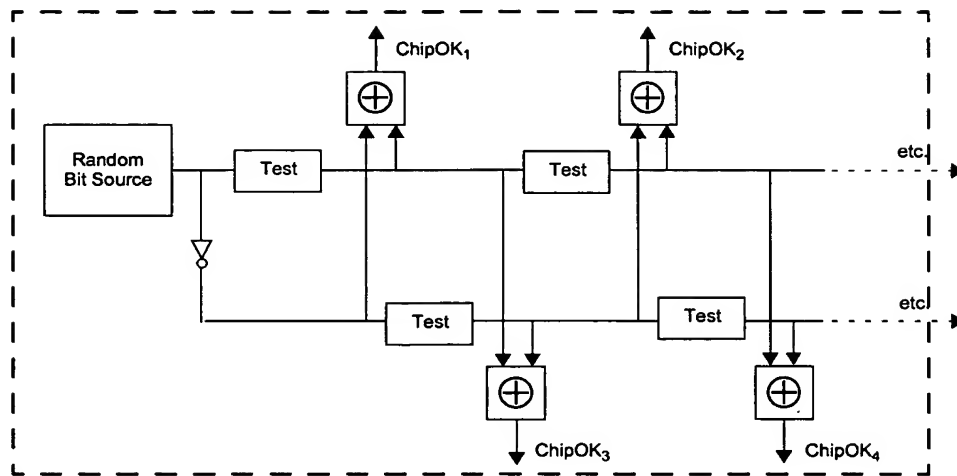 ChipOK1
ChipOK2
Random
Bit Source
Test
Test
etc.
Test
Test
etc.
ChipOK3
ChipOK4